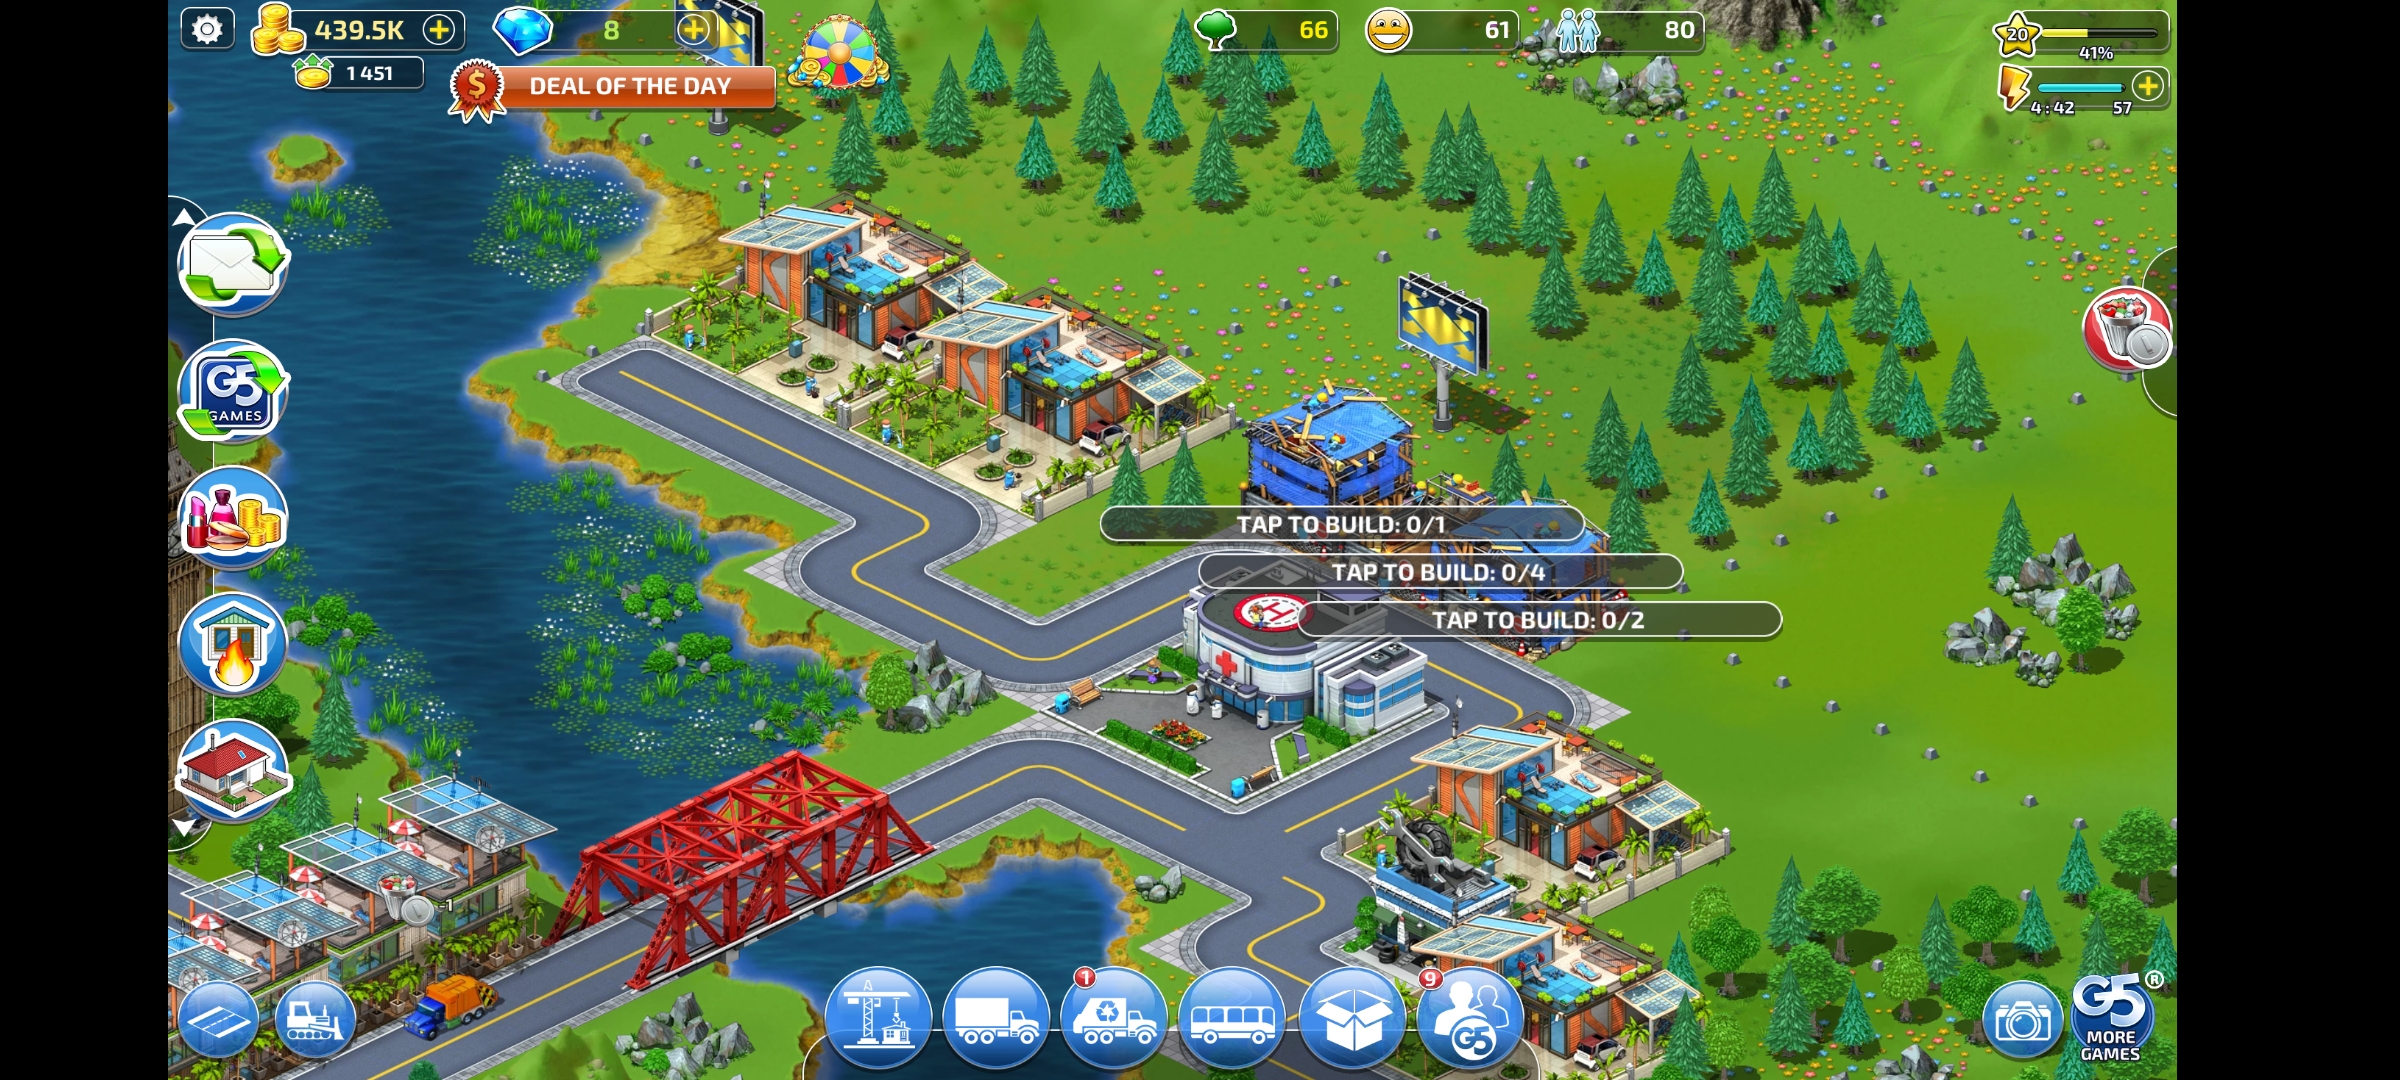 439.5K
8
66
61
80
20
41%
1 451
DEAL OF THE DAY
4:42
57
G5
GAMES
TAP TO BUILD: 0/1
TAP TO BUILD: 0/4
TAP TO BUILD: 0/2
H
-1
1
9
G5
G5®
MORE
GAMES